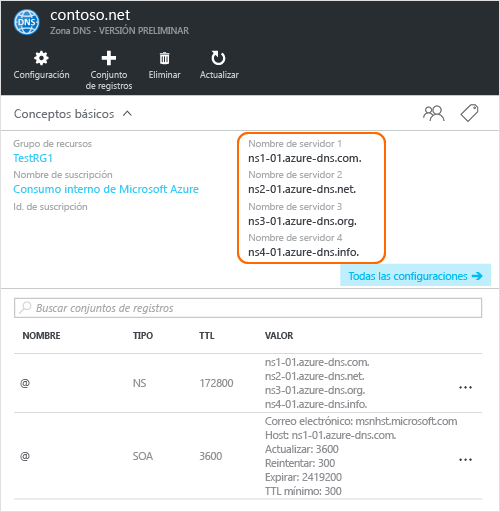 DNS
contoso.net
Zona DNS - VERSIÓN PRELIMINAR
Configuración
Conjunto
de registros
Eliminar
Actualizar
Conceptos básicos
Grupo de recursos
TestRG1
Nombre de suscripción
Consumo interno de Microsoft Azure
Id. de suscripción
Nombre de servidor 1
ns1-01.azure-dns.com.
Nombre de servidor 2
ns2-01.azure-dns.net.
Nombre de servidor 3
ns3-01.azure-dns.org.
Nombre de servidor 4
ns4-01.azure-dns.info.
Todas las configuraciones
Buscar conjuntos de registros
NOMBRE TIPO TTL VALOR
@ NS 172800
ns1-01.azure-dns.com.
ns2-01.azure-dns.net.
ns3-01.azure-dns.org.
ns4-01.azure-dns.info.
@ SOA 3600
Correo electrónico: msnhst.microsoft.com
Host: ns1-01.azure-dns.com.
Actualizar: 3600
Reintentar: 300
Expirar: 2419200
TTL mínimo: 300